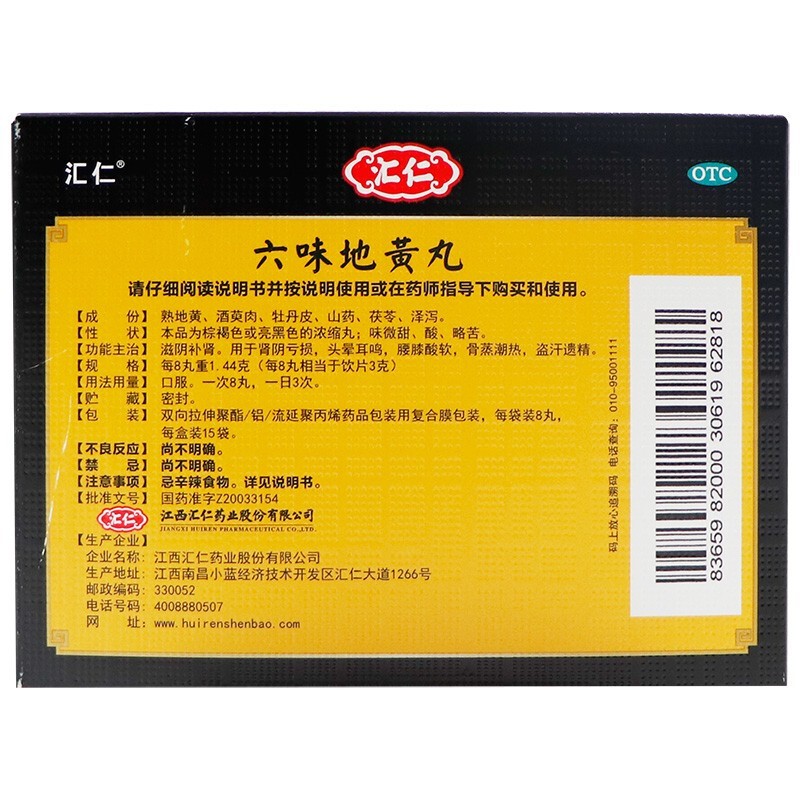 汇仁®
汇仁
OTC
六味地黄丸
请仔细阅读说明书并按说明使用或在药师指导下购买和使用。
【成　份】熟地黄、酒萸肉、牡丹皮、山药、茯苓、泽泻。
【性　状】本品为棕褐色或亮黑色的浓缩丸；味微甜、酸、略苦。
【功能主治】滋阴补肾。用于肾阴亏损，头晕耳鸣，腰膝酸软，骨蒸潮热，盗汗遗精。
【规　格】每8丸重1.44克（每8丸相当于饮片3克）
【用法用量】口服。一次8丸，一日3次。
【贮　藏】密封。
【包　装】双向拉伸聚酯/铝/流延聚丙烯药品包装用复合膜包装，每袋装8丸，
每盒装15袋。
【不良反应】尚不明确。
【禁　忌】尚不明确。
【注意事项】忌辛辣食物。详见说明书。
【批准文号】国药准字Z20033154
汇仁 江西汇仁药业股份有限公司
JIANGXI HUIREN PHARMACEUTICAL CO.,LTD.
【生产企业】
企业名称：江西汇仁药业股份有限公司
生产地址：江西南昌小蓝经济技术开发区汇仁大道1266号
邮政编码：330052
电话号码：4008880507
网　址：www.huirenshenbao.com
码上放心追溯码 电话查询：010-95001111
83659 82000 30619 62818